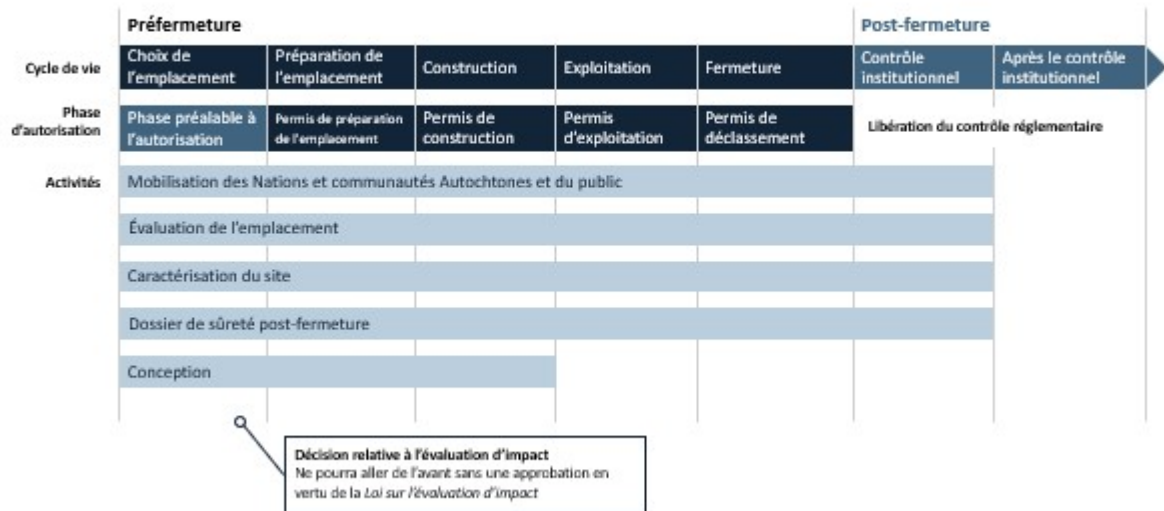 Préfermeture
Post-fermeture
Cycle de vie
Choix de
l'emplacement
Préparation de
l'emplacement
Construction
Exploitation
Fermeture
Contrôle
institutionnel
Après le contrôle
institutionnel
Phase
d'autorisation
Phase préalable à
l'autorisation
Permis de préparation
de l'emplacement
Permis de
construction
Permis
d'exploitation
Permis de
déclassement
Libération du contrôle réglementaire
Activités
Mobilisation des Nations et communautés Autochtones et du public
Évaluation de l'emplacement
Caractérisation du site
Dossier de sûreté post-fermeture
Conception
Décision relative à l'évaluation d'impact
Ne pourra aller de l'avant sans une approbation en
vertu de la Loi sur l'évaluation d'impact